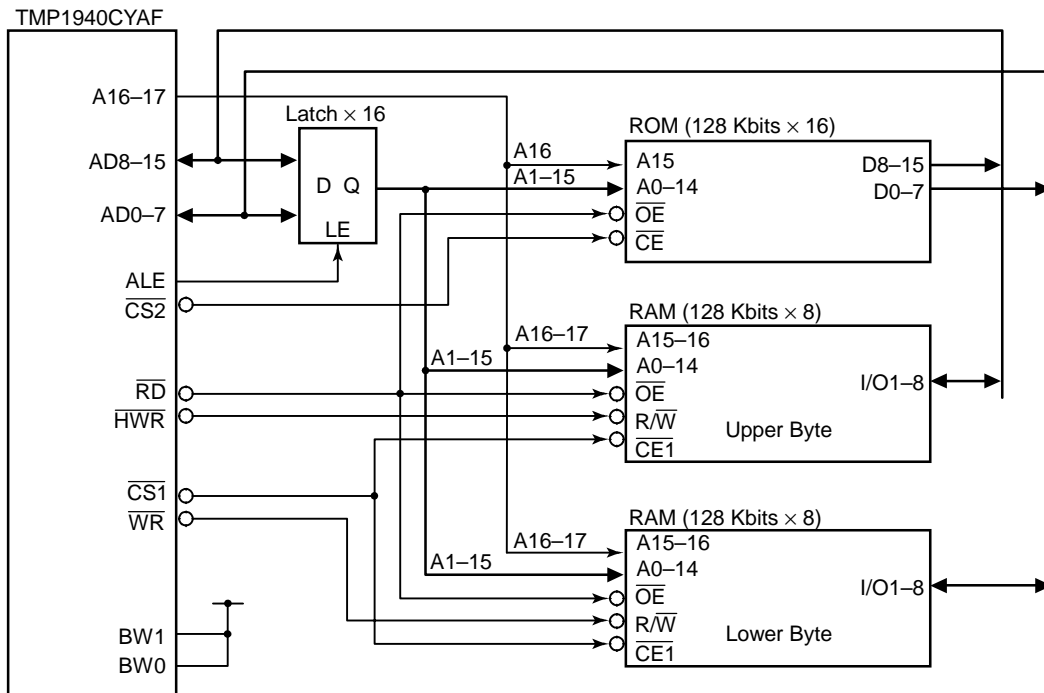 TMP1940CYAF
A16–17
Latch × 16
ROM (128 Kbits × 16)
AD8–15
A16
A15
D8–15
A1–15
A0–14
D0–7
D Q
AD0–7
OE
LE
CE
ALE
CS2
RAM (128 Kbits × 8)
A16–17
A15–16
A1–15
A0–14
I/O1–8
RD
OE
HWR
R/W
Upper Byte
CE1
CS1
WR
RAM (128 Kbits × 8)
A16–17
A15–16
A1–15
A0–14
I/O1–8
OE
R/W
Lower Byte
BW1
CE1
BW0